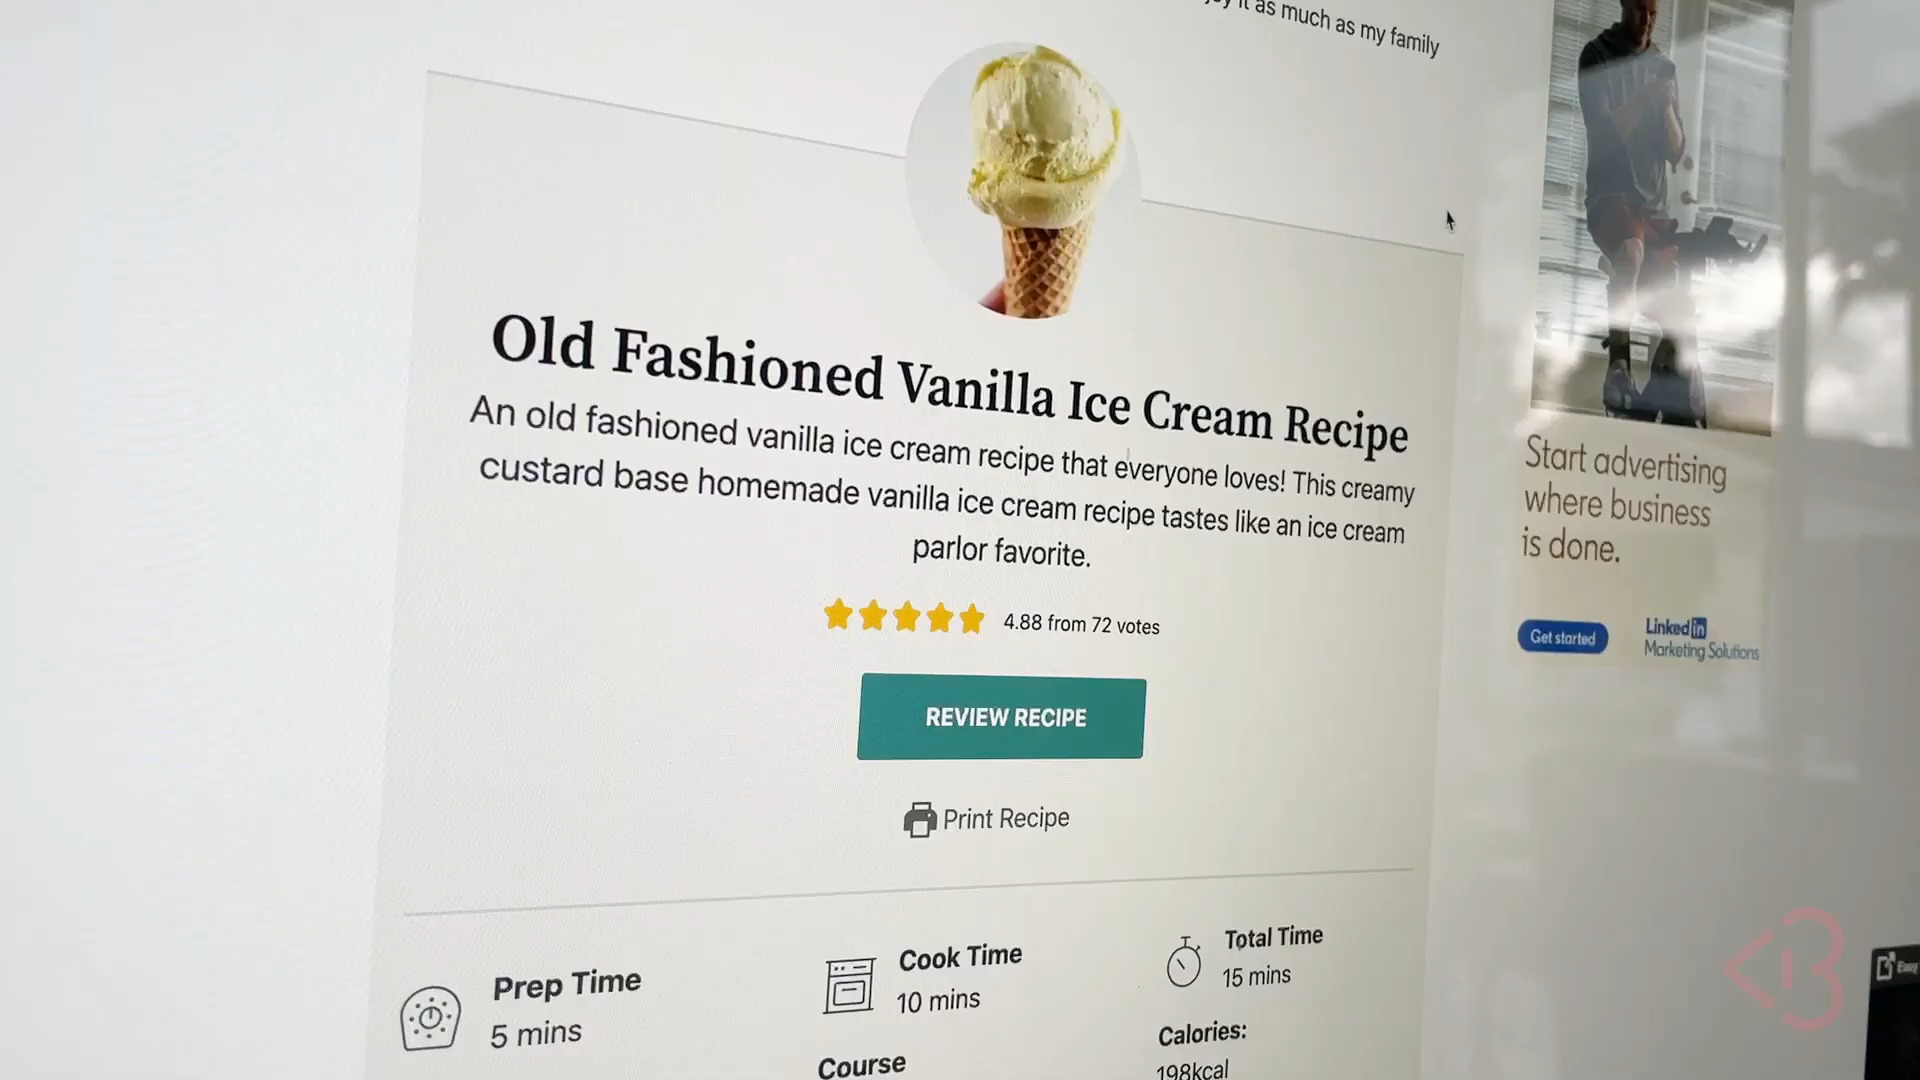 it as much as my family
Old Fashioned Vanilla Ice Cream Recipe
An old fashioned vanilla ice cream recipe that everyone loves! This creamy
custard base homemade vanilla ice cream recipe tastes like an ice cream
parlor favorite.
4.88 from 72 votes
REVIEW RECIPE
Print Recipe
Prep Time
5 mins
Cook Time
10 mins
Total Time
15 mins
Course
Calories:
198kcal
Start advertising
where business
is done.
Get started
Linked in
Marketing Solutions
Easy